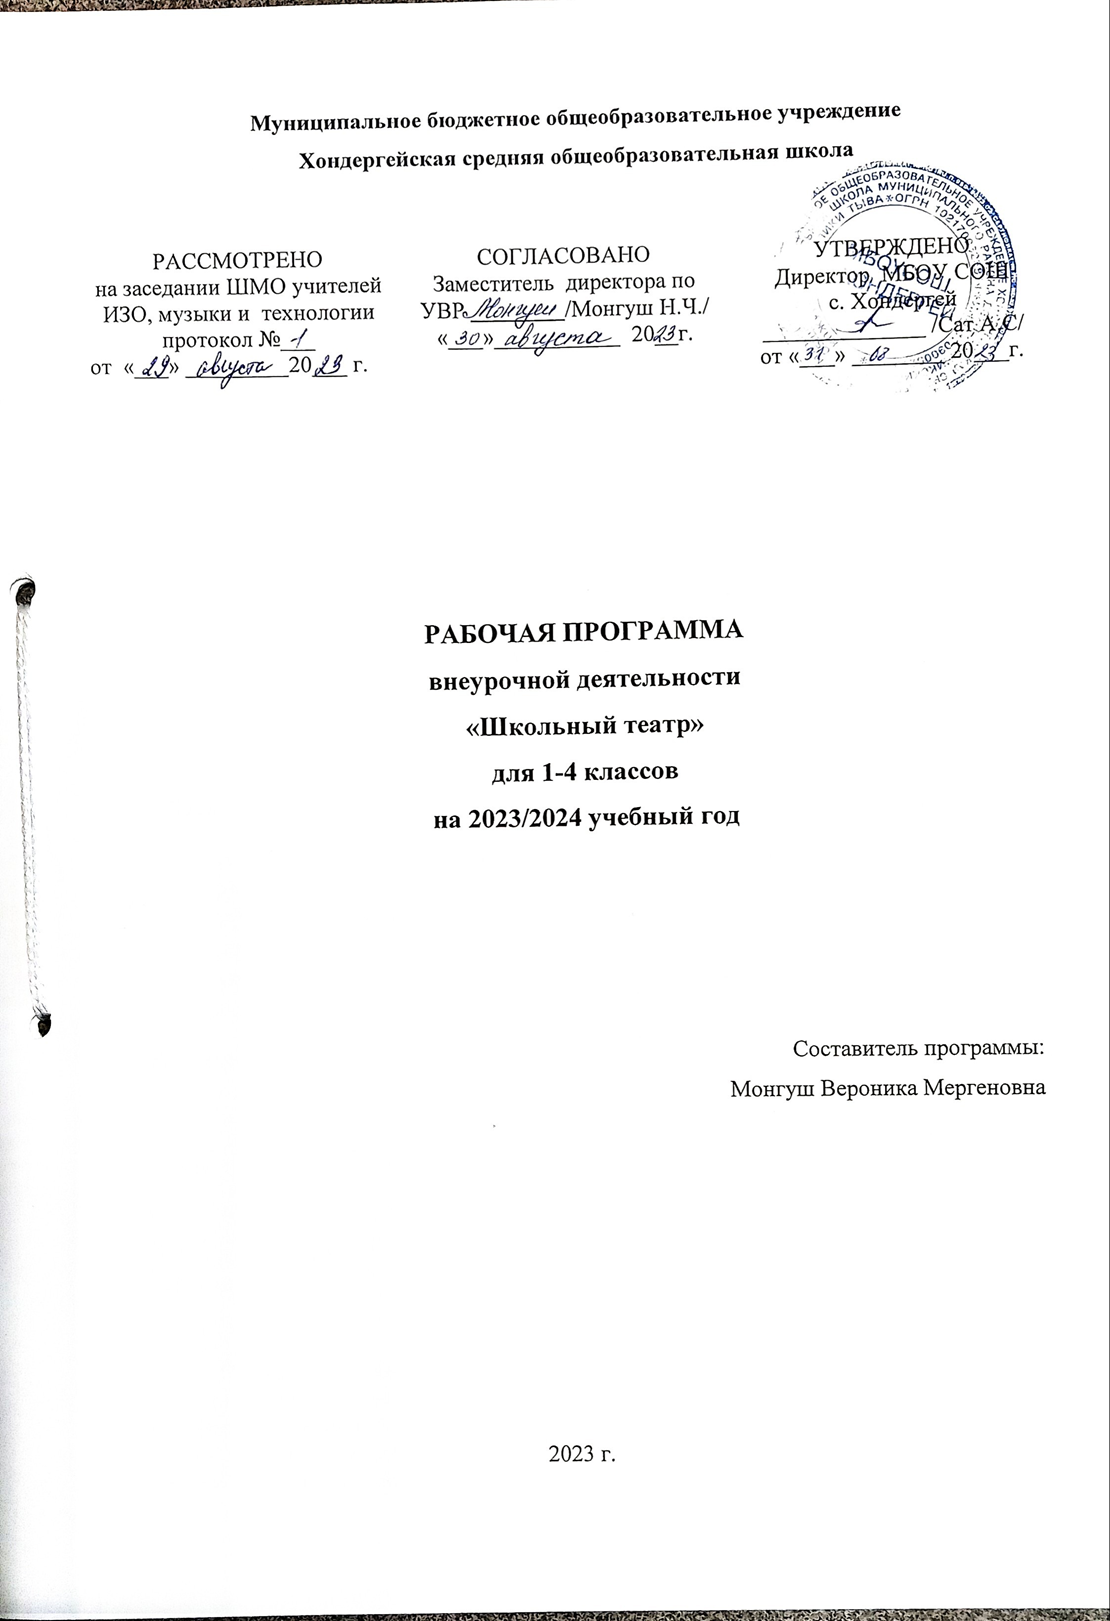 Муниципальное бюджетное общеобразовательное учреждение
Хондергейская средняя общеобразовательная школа
РАССМОТРЕНО
на заседании ШМО учителей
ИЗО, музыки и технологии
протокол № 1
от «29» августа 2023 г.
СОГЛАСОВАНО
Заместитель директора по
УВР Монгуш /Монгуш Н.Ч./
«30» августа 2023г.
УТВЕРЖДЕНО
Директор МБОУ СОШ
с. Хондергей
/Сат А.С/
от «31» 08 2023 г.
РАБОЧАЯ ПРОГРАММА
внеурочной деятельности
«Школьный театр»
для 1-4 классов
на 2023/2024 учебный год
Составитель программы:
Монгуш Вероника Мергеновна
2023 г.